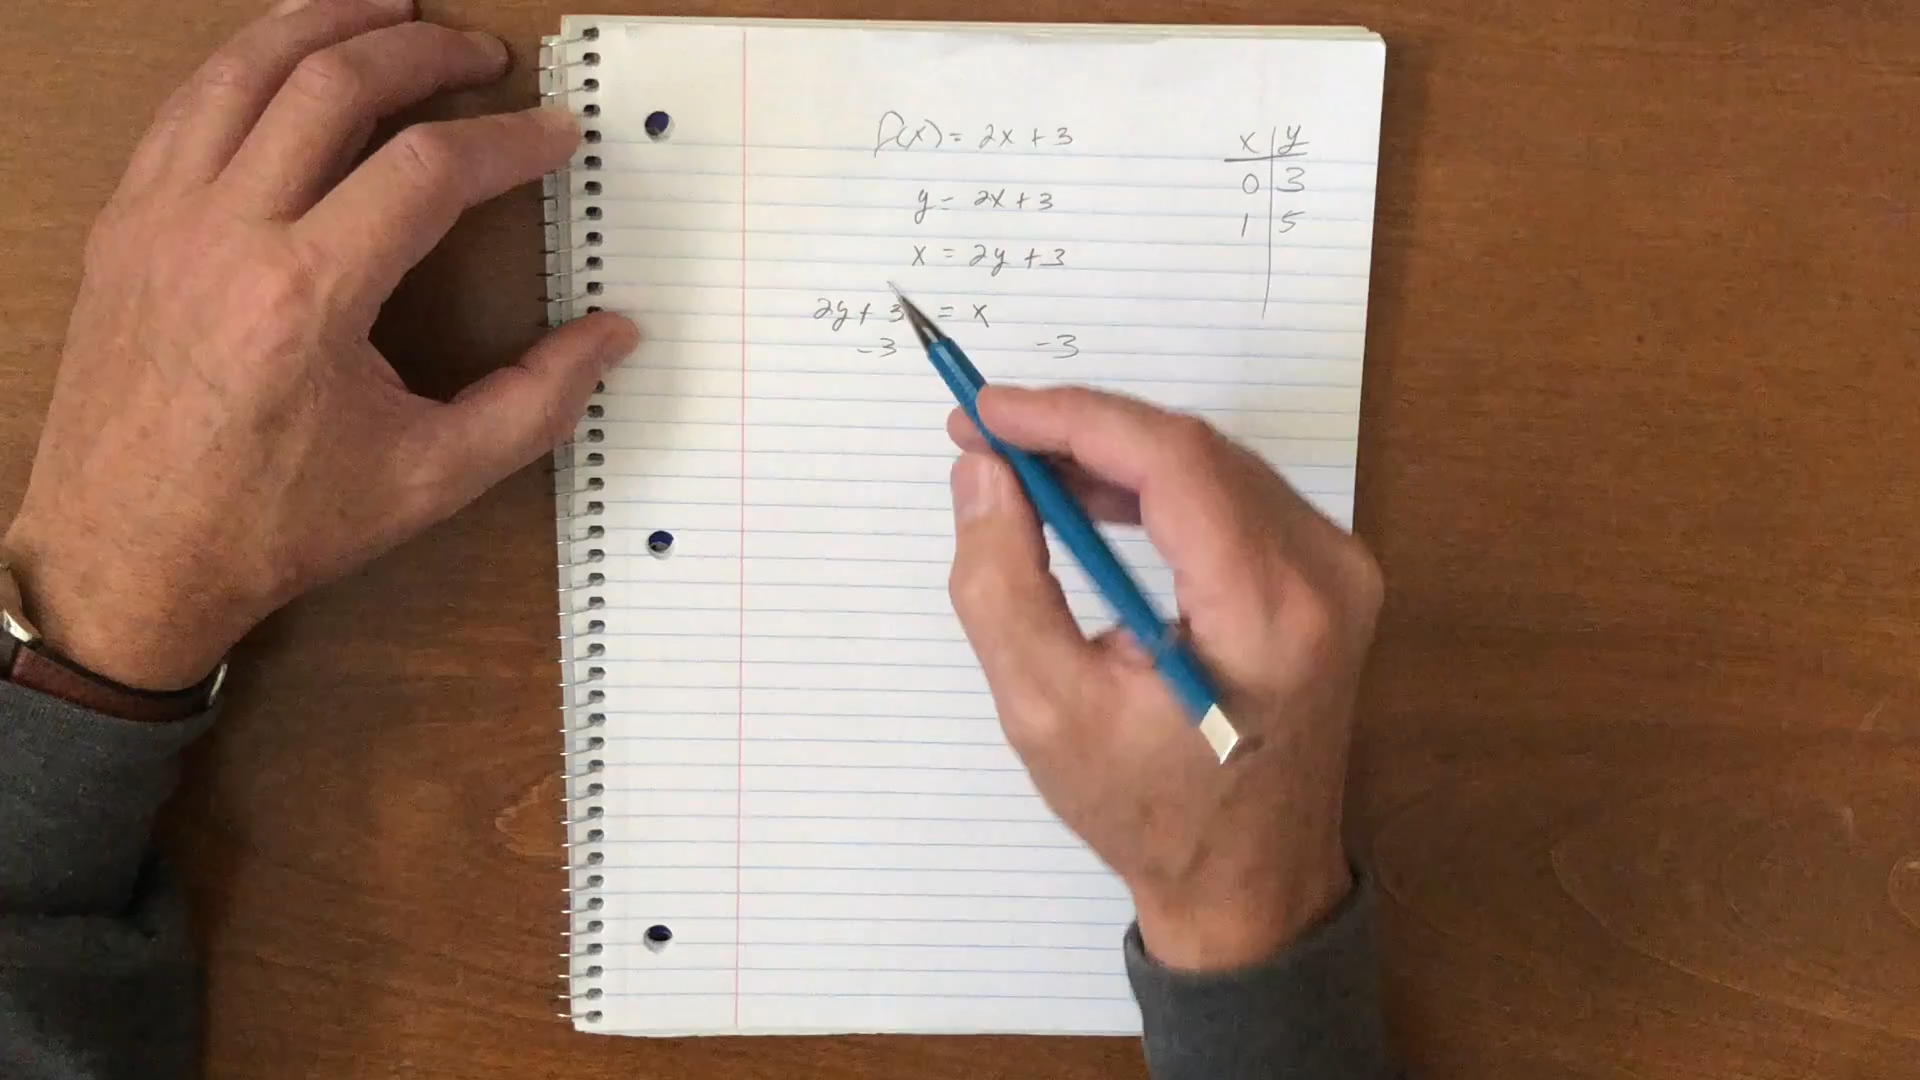 f(x) = 2x + 3
y = 2x + 3
x = 2y + 3
2y + 3 = x
-3 -3
x y
0 3
1 5